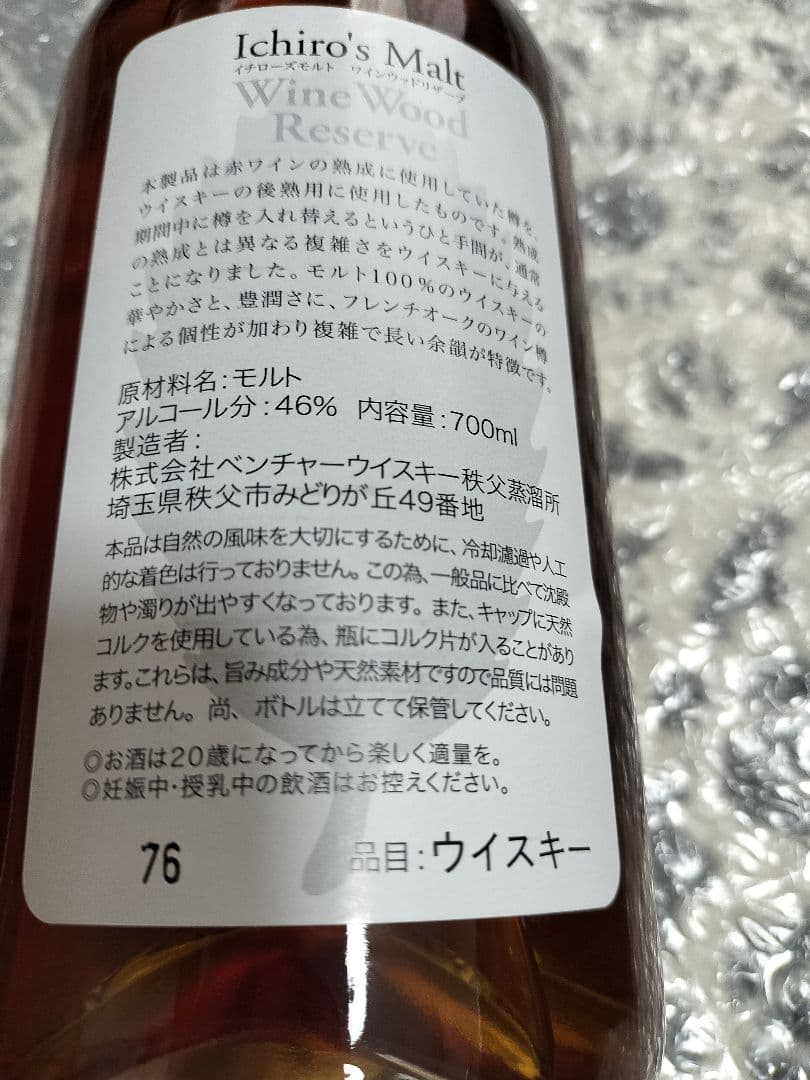 Ichiro's Malt
イチローズモルト　ワインウッドリザーブ
Wine Wood
Reserve
本製品は赤ワインの熟成に使用していた樽を、
ウイスキーの後熟用に使用したものです。熟成
期間中に樽を入れ替えるというひと手間が、通常
の熟成とは異なる複雑さをウイスキーに与える
ことになりました。モルト100%のウイスキーの
華やかさと、豊潤さに、フレンチオークのワイン樽
による個性が加わり複雑で長い余韻が特徴です。
原材料名：モルト
アルコール分：46%　内容量：700ml
製造者：
株式会社ベンチャーウイスキー秩父蒸溜所
埼玉県秩父市みどりが丘49番地
本品は自然の風味を大切にするために、冷却濾過や人工
的な着色は行っておりません。この為、一般品に比べて沈殿
物や濁りが出やすくなっております。また、キャップに天然
コルクを使用している為、瓶にコルク片が入ることがあり
ます。これらは、旨み成分や天然素材ですので品質には問題
ありません。尚、ボトルは立てて保管してください。
◎お酒は20歳になってから楽しく適量を。
◎妊娠中・授乳中の飲酒はお控えください。
76　品目：ウイスキー